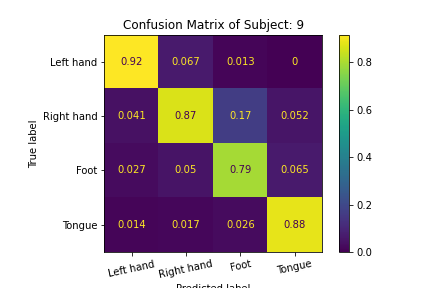 Confusion Matrix of Subject: 9
Left hand 0.92 0.067 0.013 0
Right hand 0.041 0.87 0.17 0.052
Foot 0.027 0.05 0.79 0.065
Tongue 0.014 0.017 0.026 0.88
Left hand Right hand Foot Tongue
Predicted label
True label
0.8
0.6
0.4
0.2
0.0